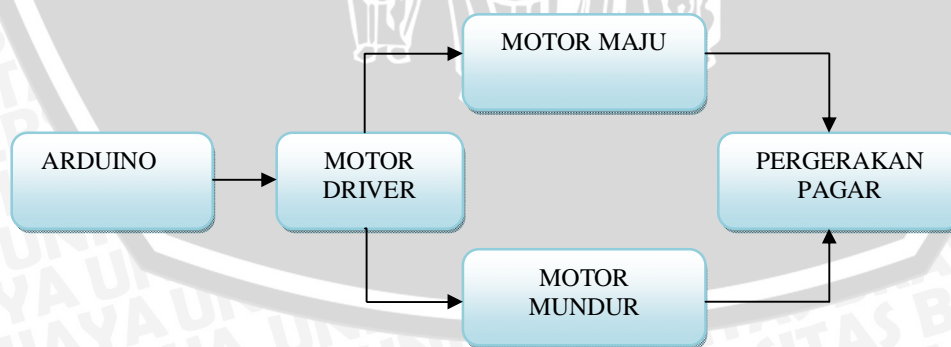 MOTOR MAJU
ARDUINO
MOTOR
DRIVER
PERGERAKAN
PAGAR
MOTOR
MUNDUR